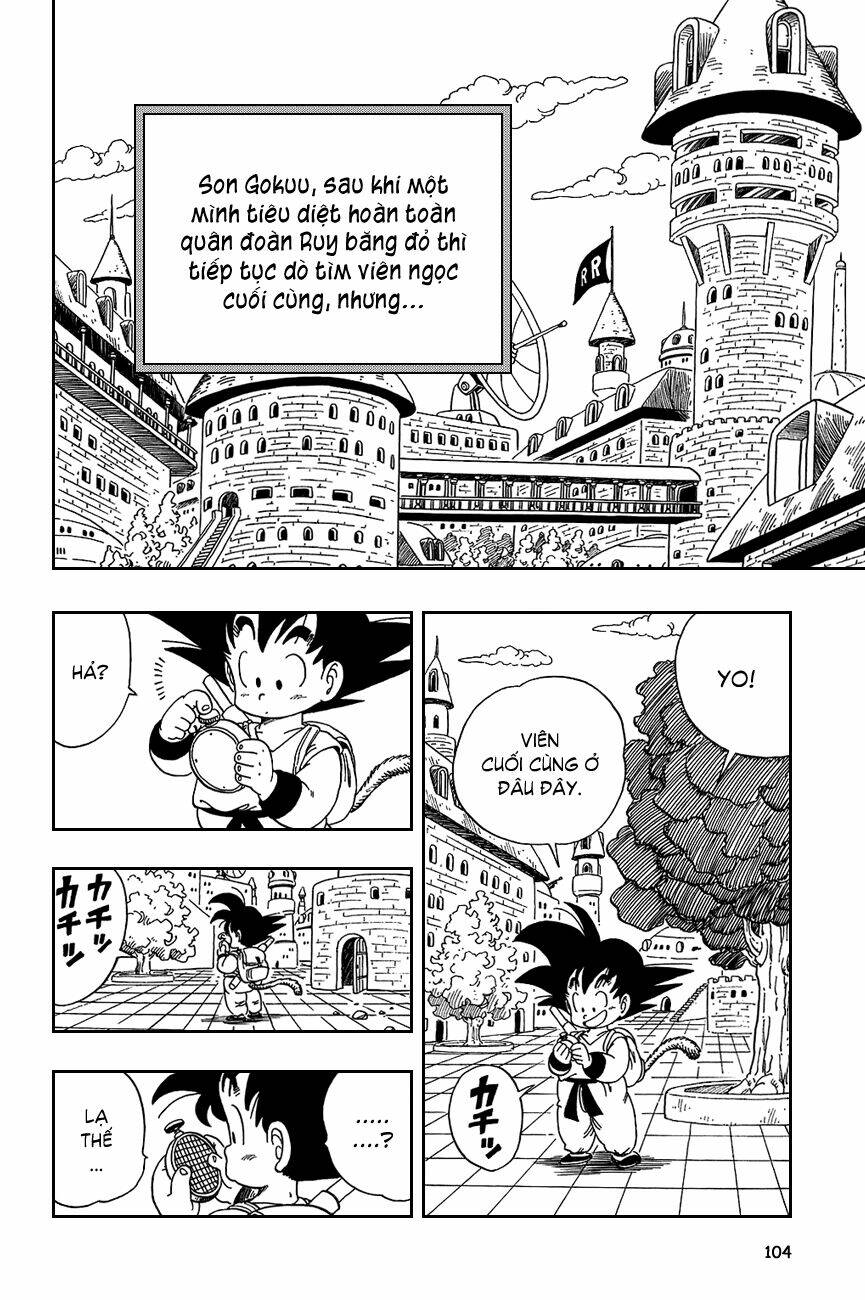 Son Gokuu, sau khi một
mình tiêu diệt hoàn toàn
quân đoàn Ruy băng đỏ thì
tiếp tục dò tìm viên ngọc
cuối cùng, nhưng...
RR
YO!
VIÊN
CUỐI CÙNG Ở
ĐÂU ĐÂY.
カチッ
HẢ?
カチッ
カチッ
.....
....?
LẠ
THẾ
...
104